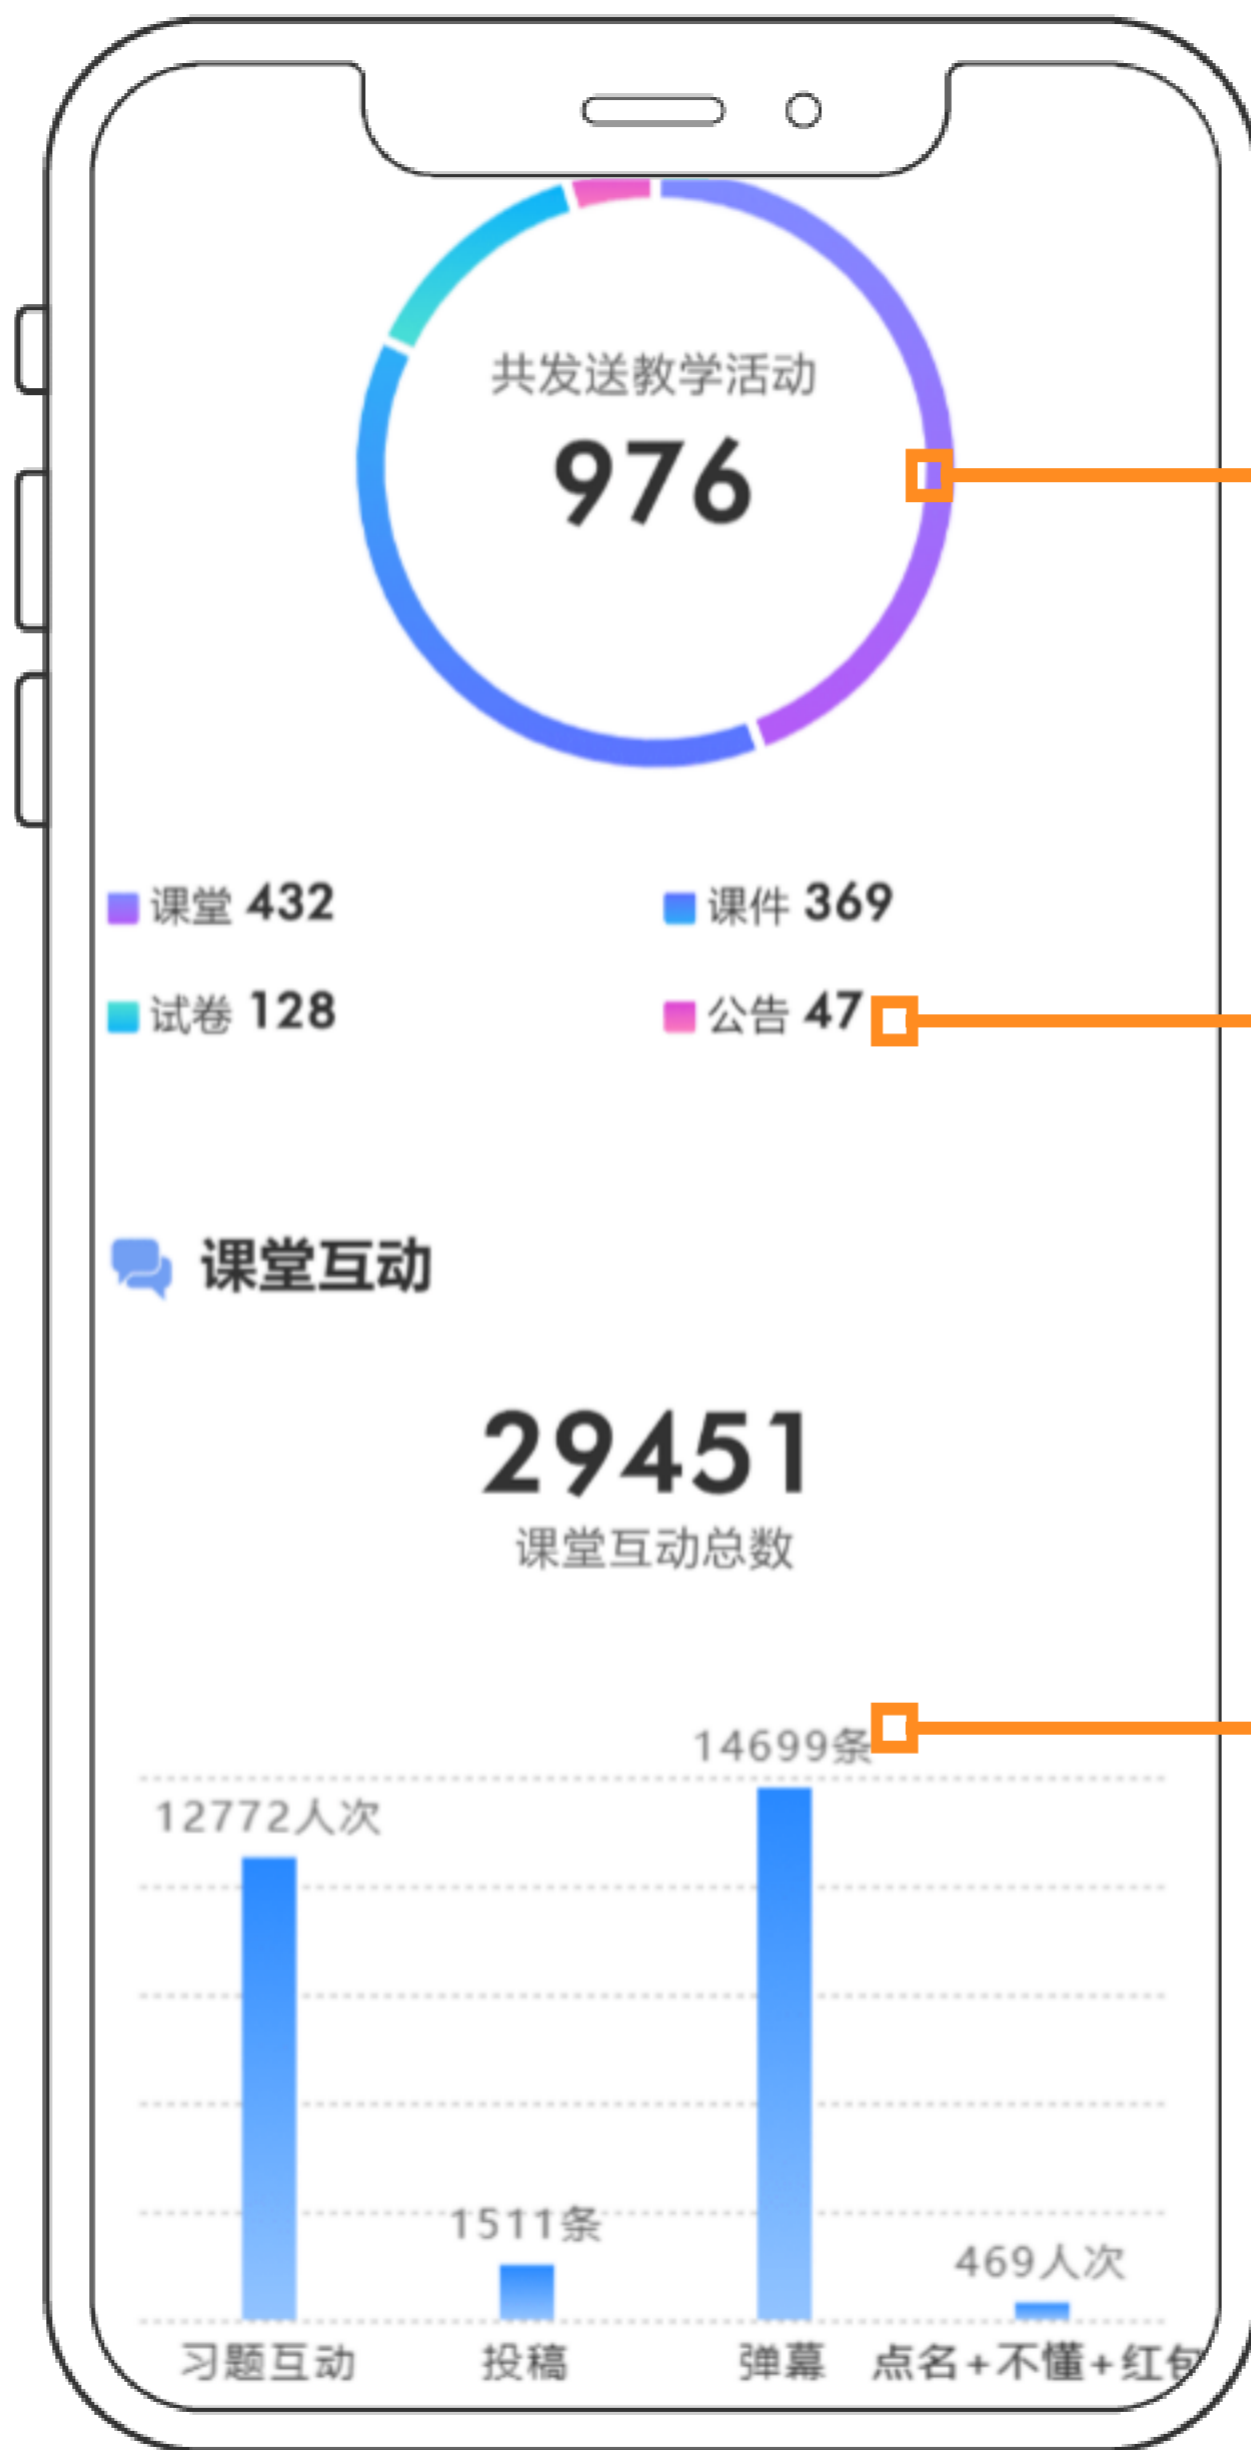 共发送教学活动
976
课堂 432
课件 369
试卷 128
公告 47
课堂互动
29451
课堂互动总数
14699条
12772人次
1511条
469人次
习题互动 投稿 弹幕 点名+不懂+红包